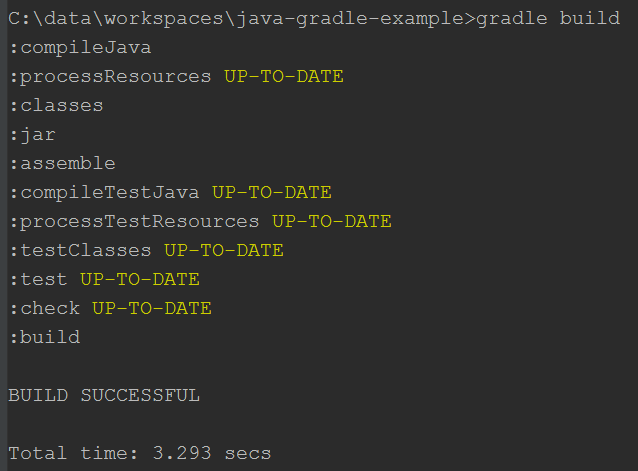 C:\data\workspaces\java-gradle-example>gradle build
:compileJava
:processResources UP-TO-DATE
:classes
:jar
:assemble
:compileTestJava UP-TO-DATE
:processTestResources UP-TO-DATE
:testClasses UP-TO-DATE
:test UP-TO-DATE
:check UP-TO-DATE
:build
BUILD SUCCESSFUL
Total time: 3.293 secs